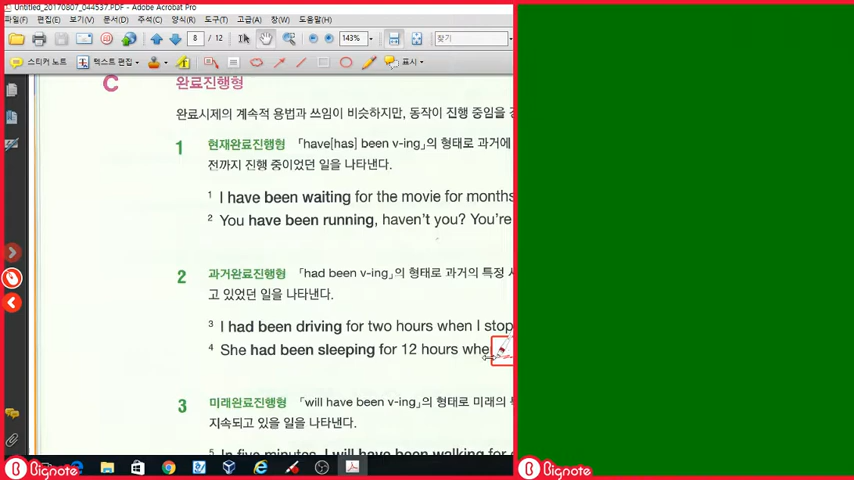 Untitled_20170807_044537.PDF - Adobe Acrobat Pro
파일(F) 편집(E) 보기(V) 문서(D) 주석(C) 양식(R) 도구(T) 고급(A) 창(W) 도움말(H)
8 / 12 143% 찾기
스티커 노트 텍스트 편집 표시
C 완료진행형
완료시제의 계속적 용법과 쓰임이 비슷하지만, 동작이 진행 중임을
1 현재완료진행형 「have[has] been v-ing」의 형태로 과거에
전까지 진행 중이었던 일을 나타낸다.
1 I have been waiting for the movie for months
2 You have been running, haven't you? You're
2 과거완료진행형 「had been v-ing」의 형태로 과거의 특정
고 있었던 일을 나타낸다.
3 I had been driving for two hours when I stop
4 She had been sleeping for 12 hours whe
3 미래완료진행형 「will have been v-ing」의 형태로 미래의
지속되고 있을 일을 나타낸다.
5 In five minutes, I will have been walking for
Bignote
Bignote